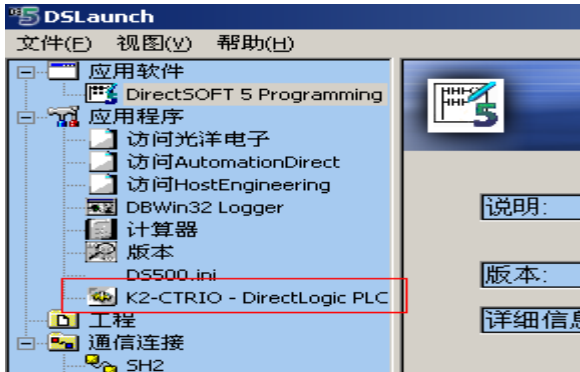 DSLaunch
文件(F) 视图(V) 帮助(H)
应用软件
DirectSOFT 5 Programming
应用程序
访问光洋电子
访问AutomationDirect
访问HostEngineering
DBWin32 Logger
计算器
版本
DS500.ini
K2-CTRIO - DirectLogic PLC
工程
通信连接
SH2
5
说明:
版本:
详细信息